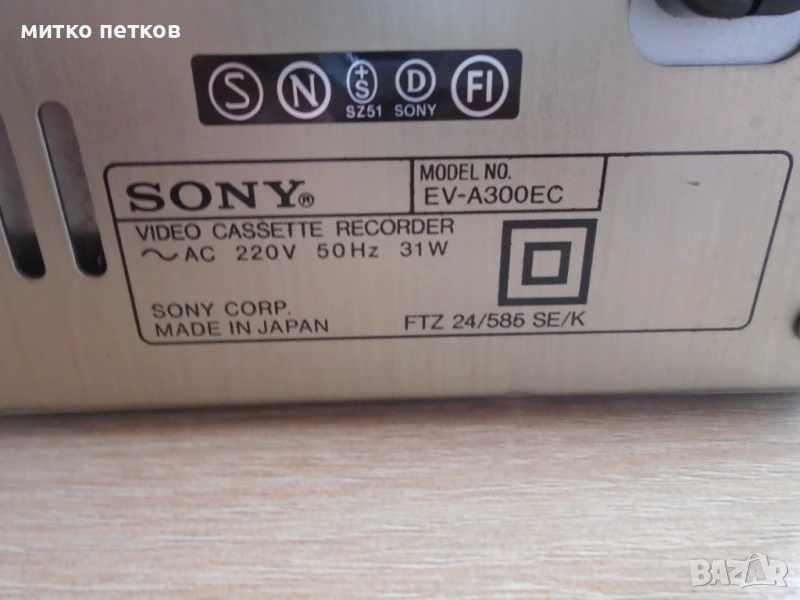 митко петков
S N +S D FI
SZ51 SONY
SONY®
MODEL NO.
EV-A300EC
VIDEO CASSETTE RECORDER
~ AC 220V 50Hz 31W
SONY CORP.
MADE IN JAPAN
FTZ 24/585 SE/K
BAZAR